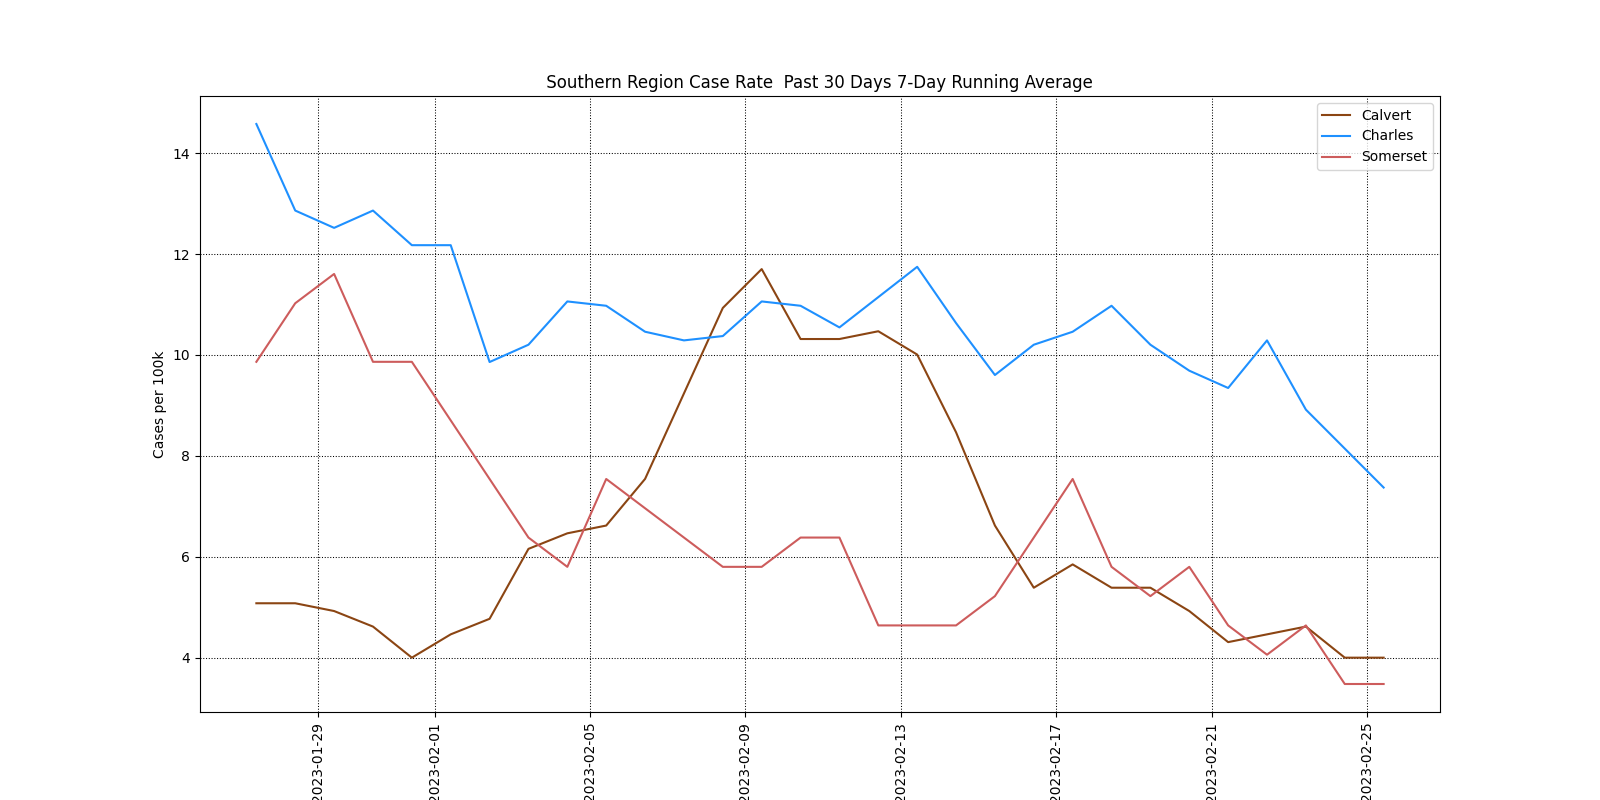 Southern Region Case Rate  Past 30 Days 7-Day Running Average
Calvert
Charles
Somerset
Cases per 100k
14
12
10
8
6
4
2023-01-29
2023-02-01
2023-02-05
2023-02-09
2023-02-13
2023-02-17
2023-02-21
2023-02-25